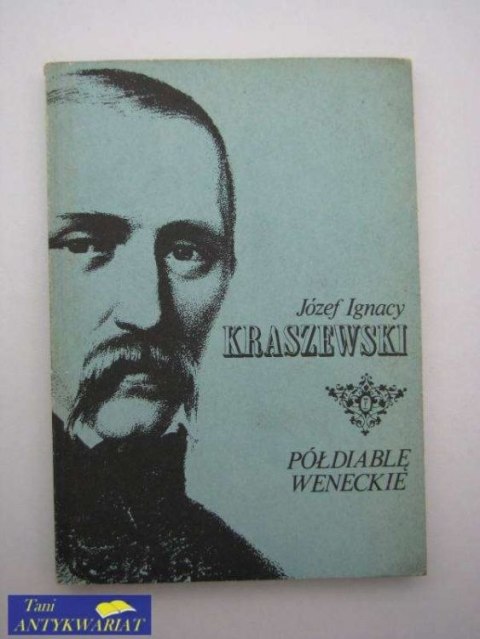 Józef Ignacy
KRASZEWSKI
PÓŁDIABLĘ
WENECKIE
Tani
ANTYKWARIAT